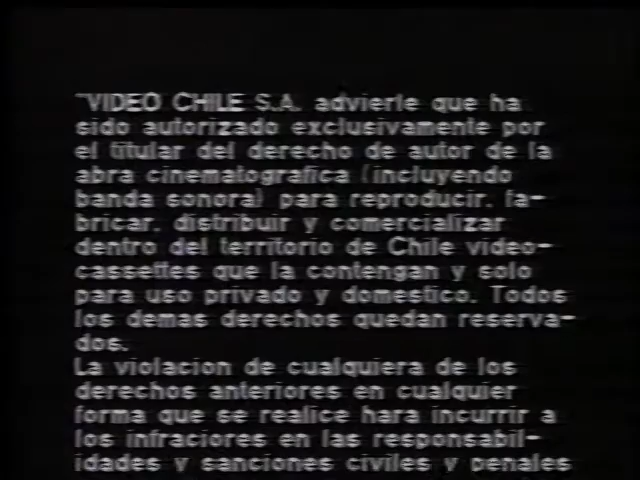 "VIDEO CHILE S.A. advierte que ha
sido autorizado exclusivamente por
el titular del derecho de autor de la
abra cinematografica (incluyendo
banda sonora) para reproducir, fa-
bricar, distribuir y comercializar
dentro del territorio de Chile video-
cassettes que la contengan y solo
para uso privado y domestico. Todos
los demas derechos quedan reserva-
dos.
La violacion de cualquiera de los
derechos anteriores en cualquier
forma que se realice hara incurrir a
los infraciores en las responsabil-
idades y sanciones civiles y penales